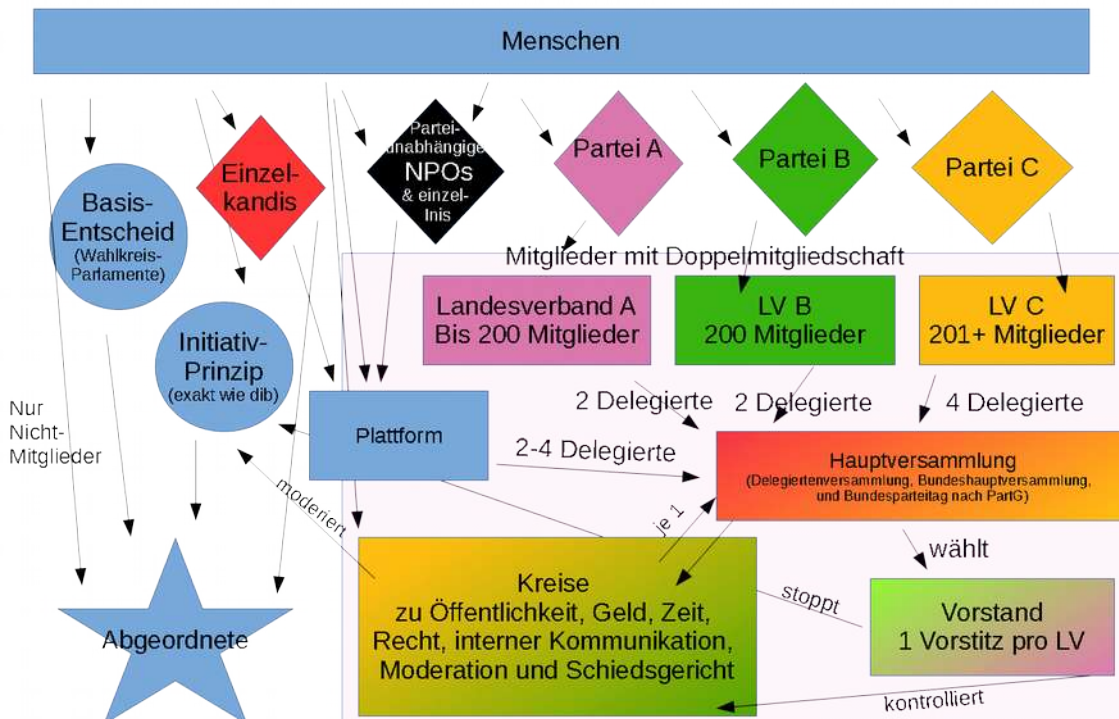 Menschen
Partei-
unabhängige
NPOs
& einzel-
Inis
Partei A
Partei B
Partei C
Einzel-
kandis
Basis-
Entscheid
(Wahlkreis-
Parlamente)
Mitglieder mit Doppelmitgliedschaft
Landesverband A
Bis 200 Mitglieder
LV B
200 Mitglieder
LV C
201+ Mitglieder
Initiativ-
Prinzip
(exakt wie dib)
2 Delegierte
2 Delegierte
4 Delegierte
Nur
Nicht-
Mitglieder
Plattform
2-4 Delegierte
Hauptversammlung
(Delegiertenversammlung, Bundeshauptversammlung,
und Bundesparteitag nach PartG)
moderiert
je 1
wählt
Kreise
zu Öffentlichkeit, Geld, Zeit,
Recht, interner Kommunikation,
Moderation und Schiedsgericht
stoppt
Vorstand
1 Vorstitz pro LV
Abgeordnete
kontrolliert